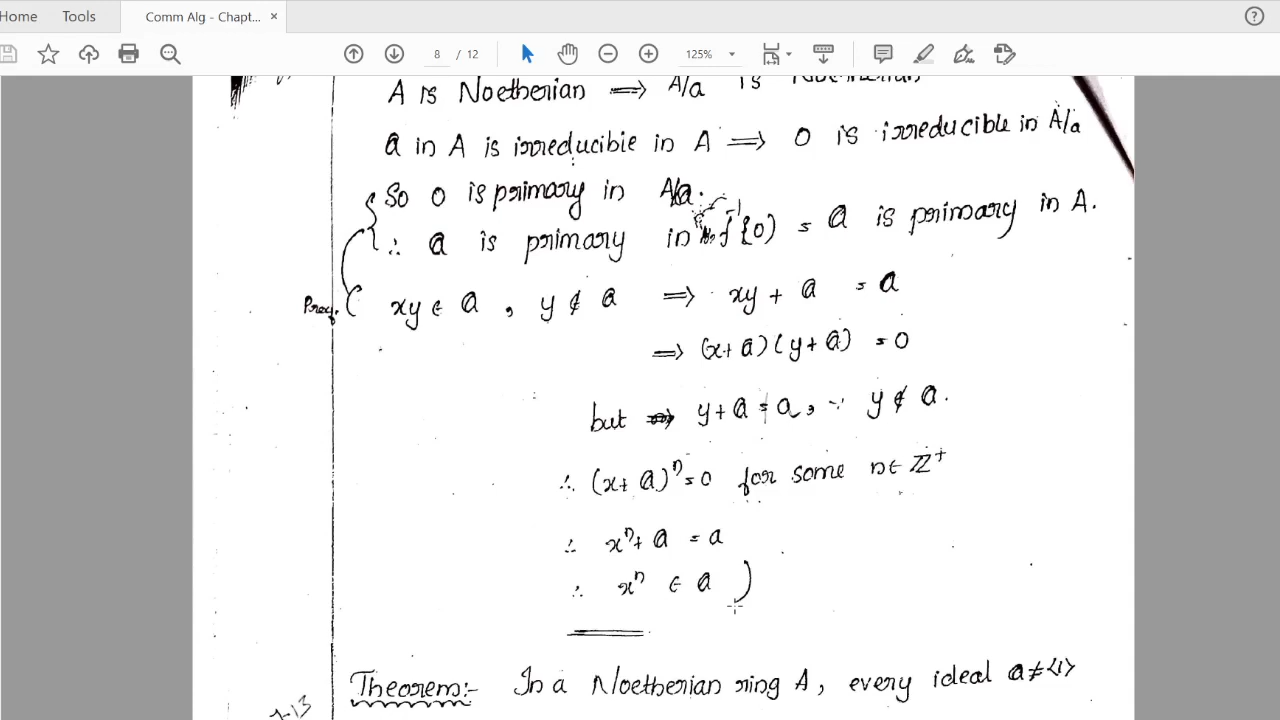 Home Tools Comm Alg - Chapt... ×
8 / 12 125%
A is Noetherian ⟹ A/a is Noetherian
a in A is irreducible in A ⟹ 0 is irreducible in A/a
So 0 is primary in A/a.
∴ a is primary in f⁻¹(0) = a is primary in A.
( xy ∈ a, y ∉ a ⟹ xy + a = a
⟹ (x+a)(y+a) = 0
but y+a ≠ a, ∵ y ∉ a.
∴ (x+a)ⁿ = 0 for some n ∈ ℤ⁺
∴ xⁿ + a = a
∴ xⁿ ∈ a )
Theorem:- In a Noetherian ring A, every ideal a ≠ <1>